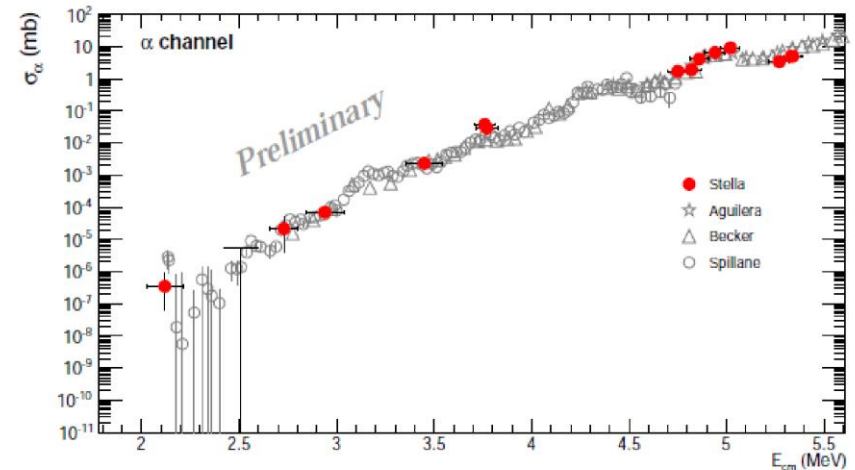 σα (mb)
α channel
Preliminary
10²
10
1
10⁻¹
10⁻²
10⁻³
10⁻⁴
10⁻⁵
10⁻⁶
10⁻⁷
10⁻⁸
10⁻⁹
10⁻¹⁰
10⁻¹¹
Stella
Aguilera
Becker
Spillane
2 2.5 3 3.5 4 4.5 5 5.5
Ecm (MeV)